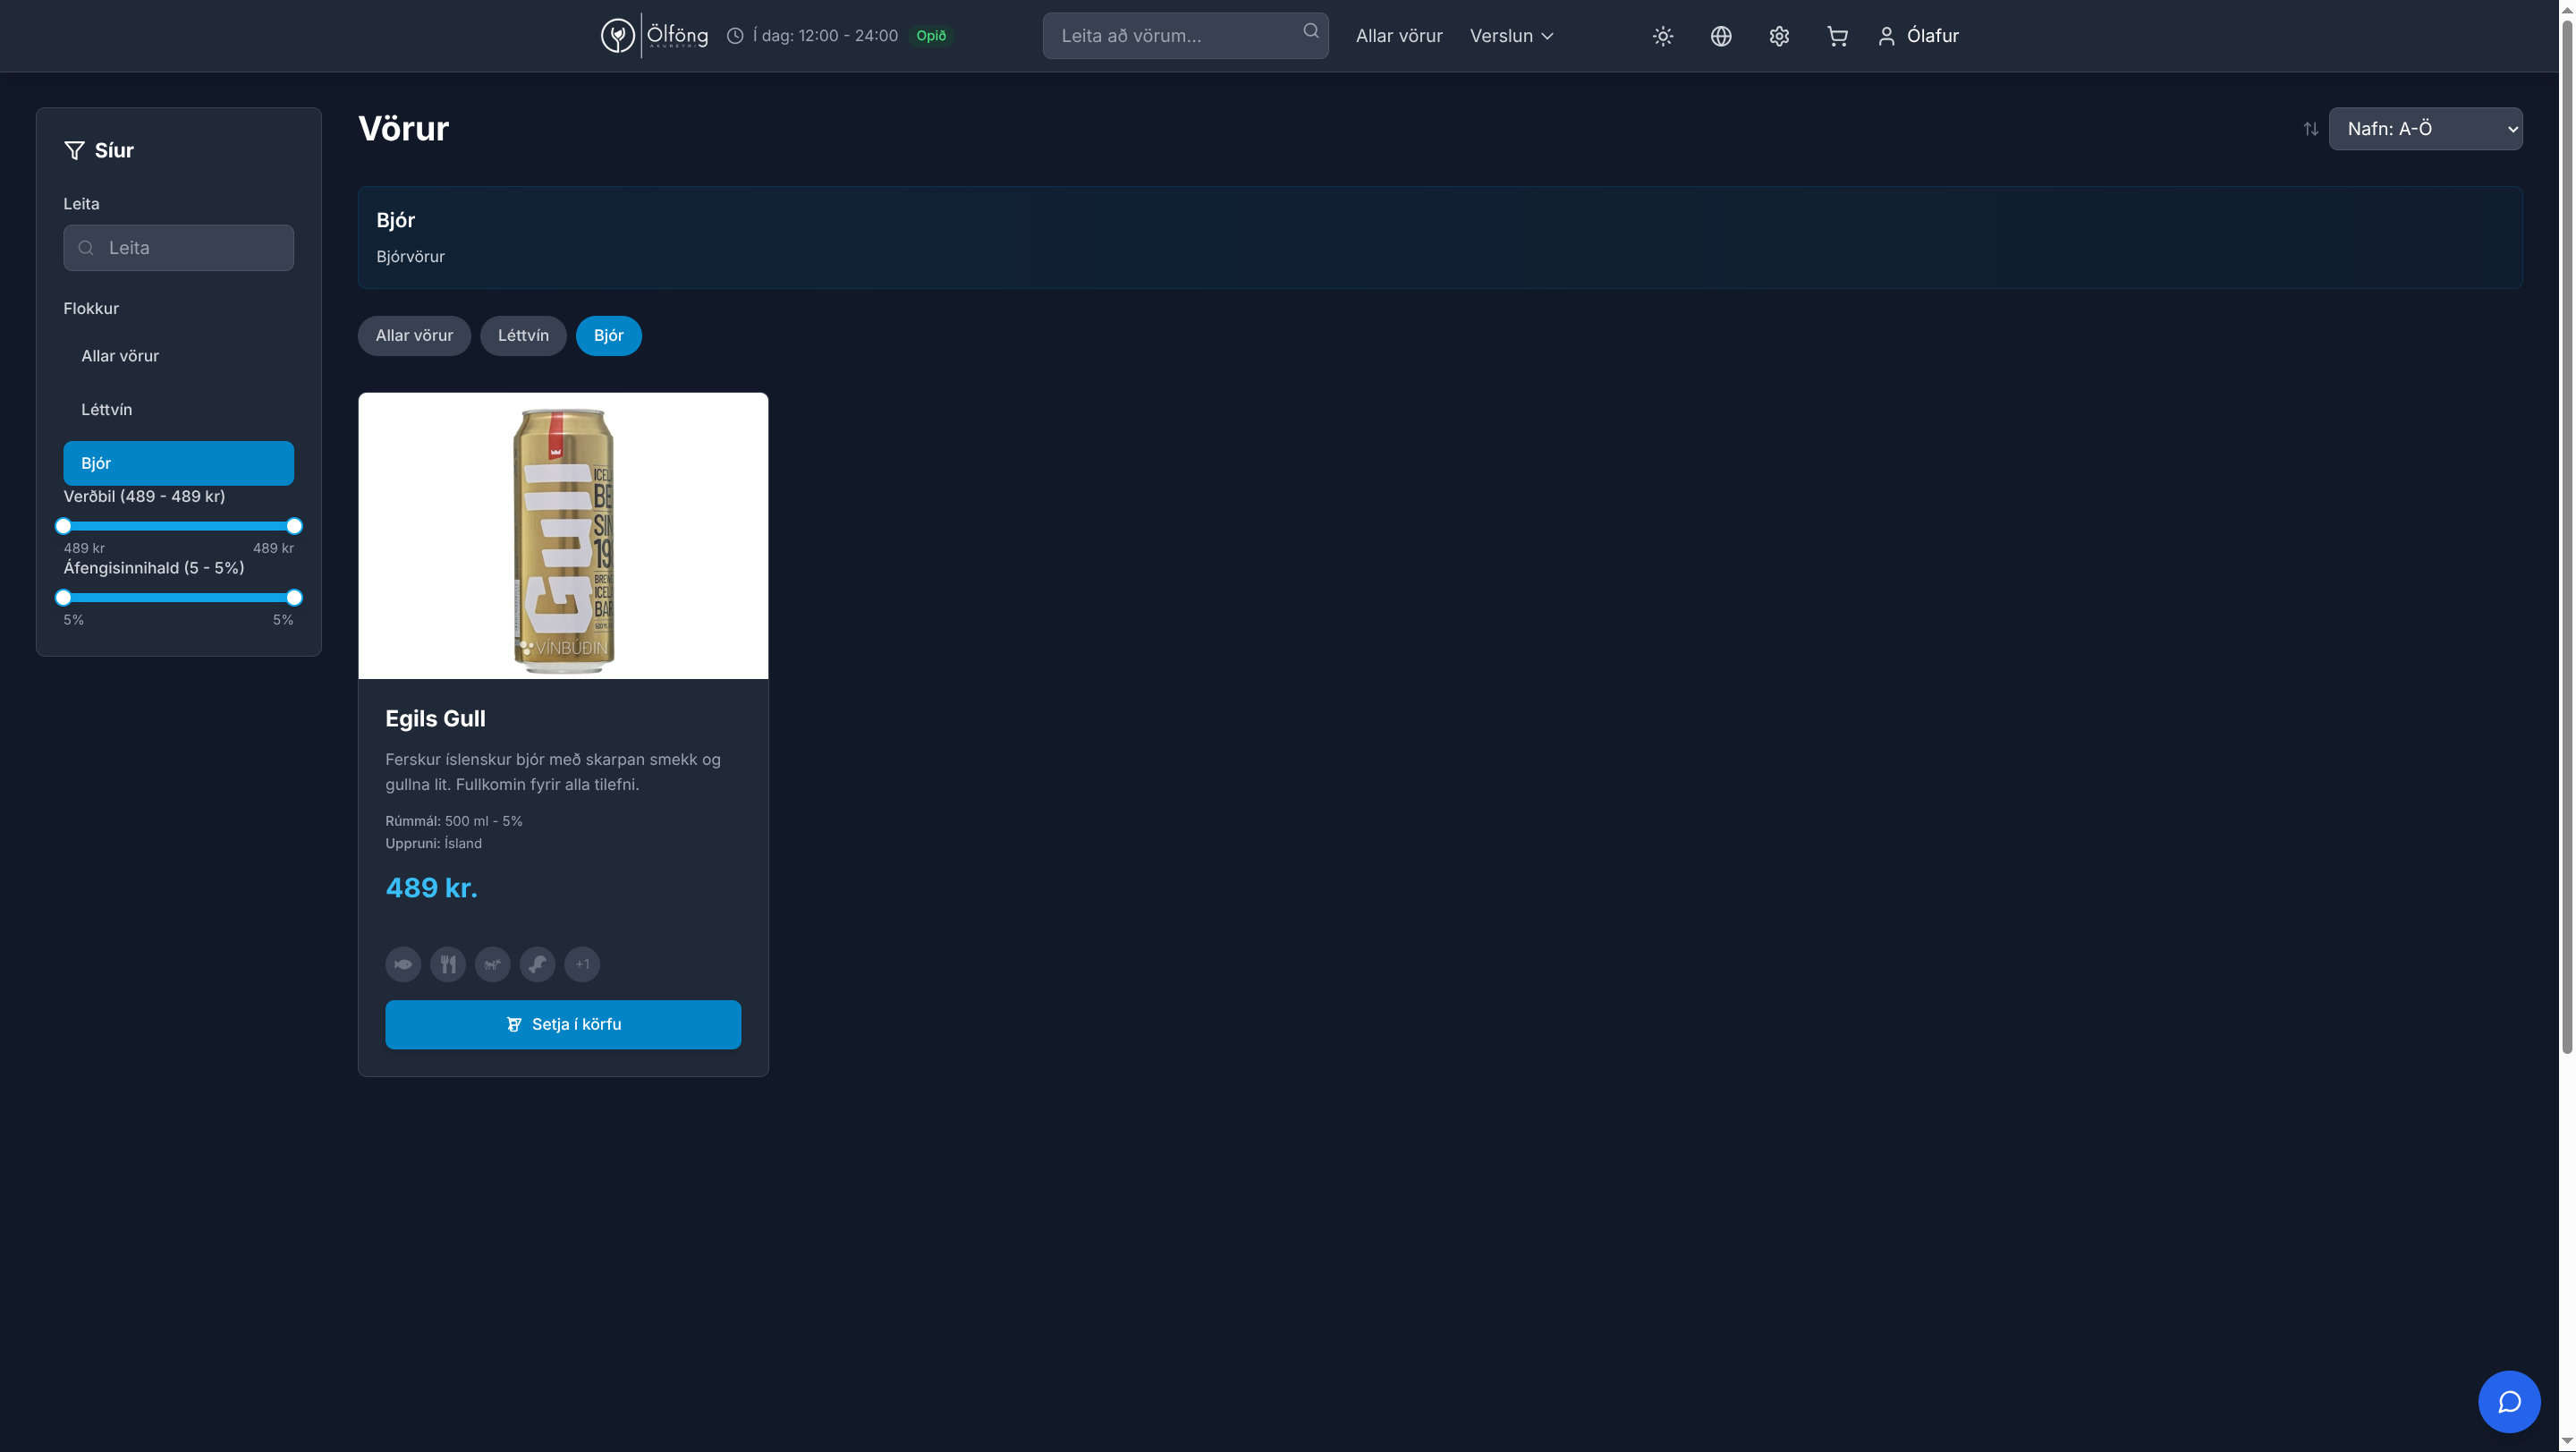 Ölföng
AKUREYRI
Í dag: 12:00 - 24:00
Opið
Leita að vörum...
Allar vörur
Verslun
Ólafur
Síur
Leita
Leita
Flokkur
Allar vörur
Léttvín
Bjór
Verðbil (489 - 489 kr)
489 kr
489 kr
Áfengisinnihald (5 - 5%)
5%
5%
Vörur
Nafn: A-Ö
Bjór
Bjórvörur
Allar vörur
Léttvín
Bjór
GULL
VÍNBÚÐIN
Egils Gull
Ferskur íslenskur bjór með skarpan smekk og
gullna lit. Fullkomin fyrir alla tilefni.
Rúmmál: 500 ml - 5%
Uppruni: Ísland
489 kr.
+1
Setja í körfu